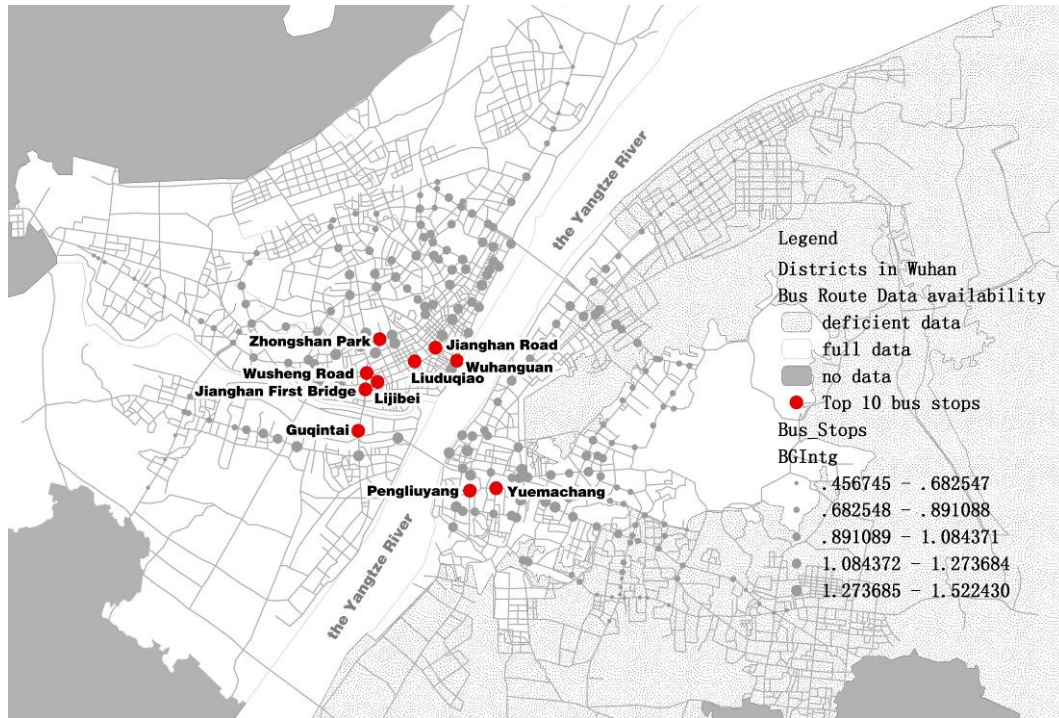 the Yangtze River
Zhongshan Park
Jianghan Road
Wuhanguan
Liuduqiao
Wusheng Road
Jianghan First Bridge
Lijibei
Guqintai
Pengliuyang
Yuemachang
the Yangtze River
Legend
Districts in Wuhan
Bus Route Data availability
deficient data
full data
no data
Top 10 bus stops
Bus_Stops
BGIntg
.456745 - .682547
.682548 - .891088
.891089 - 1.084371
1.084372 - 1.273684
1.273685 - 1.522430